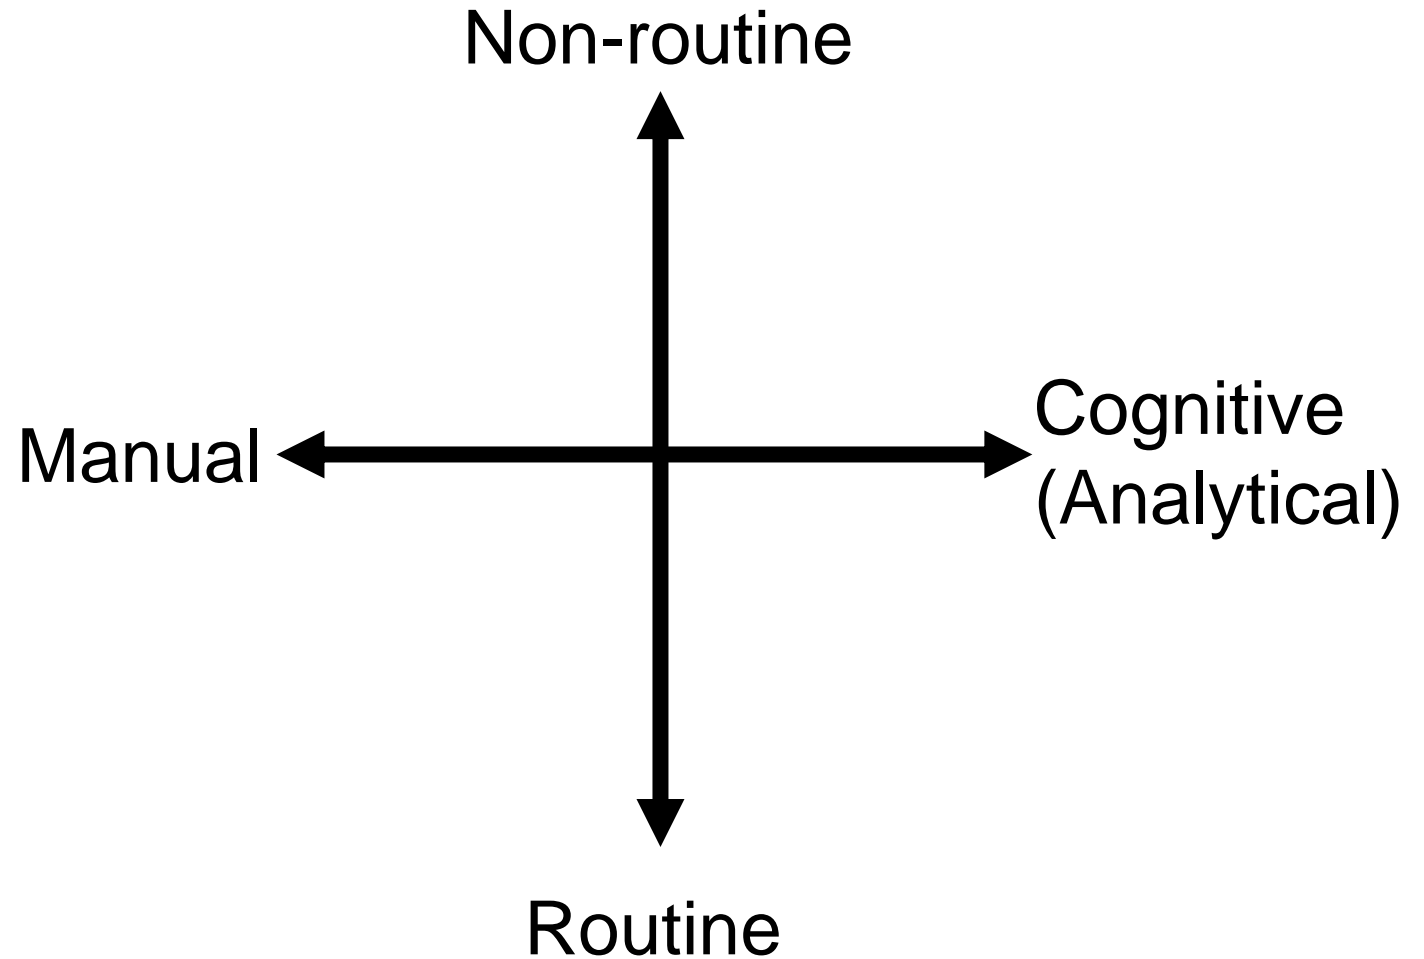 Non-routine
Manual
Cognitive
(Analytical)
Routine